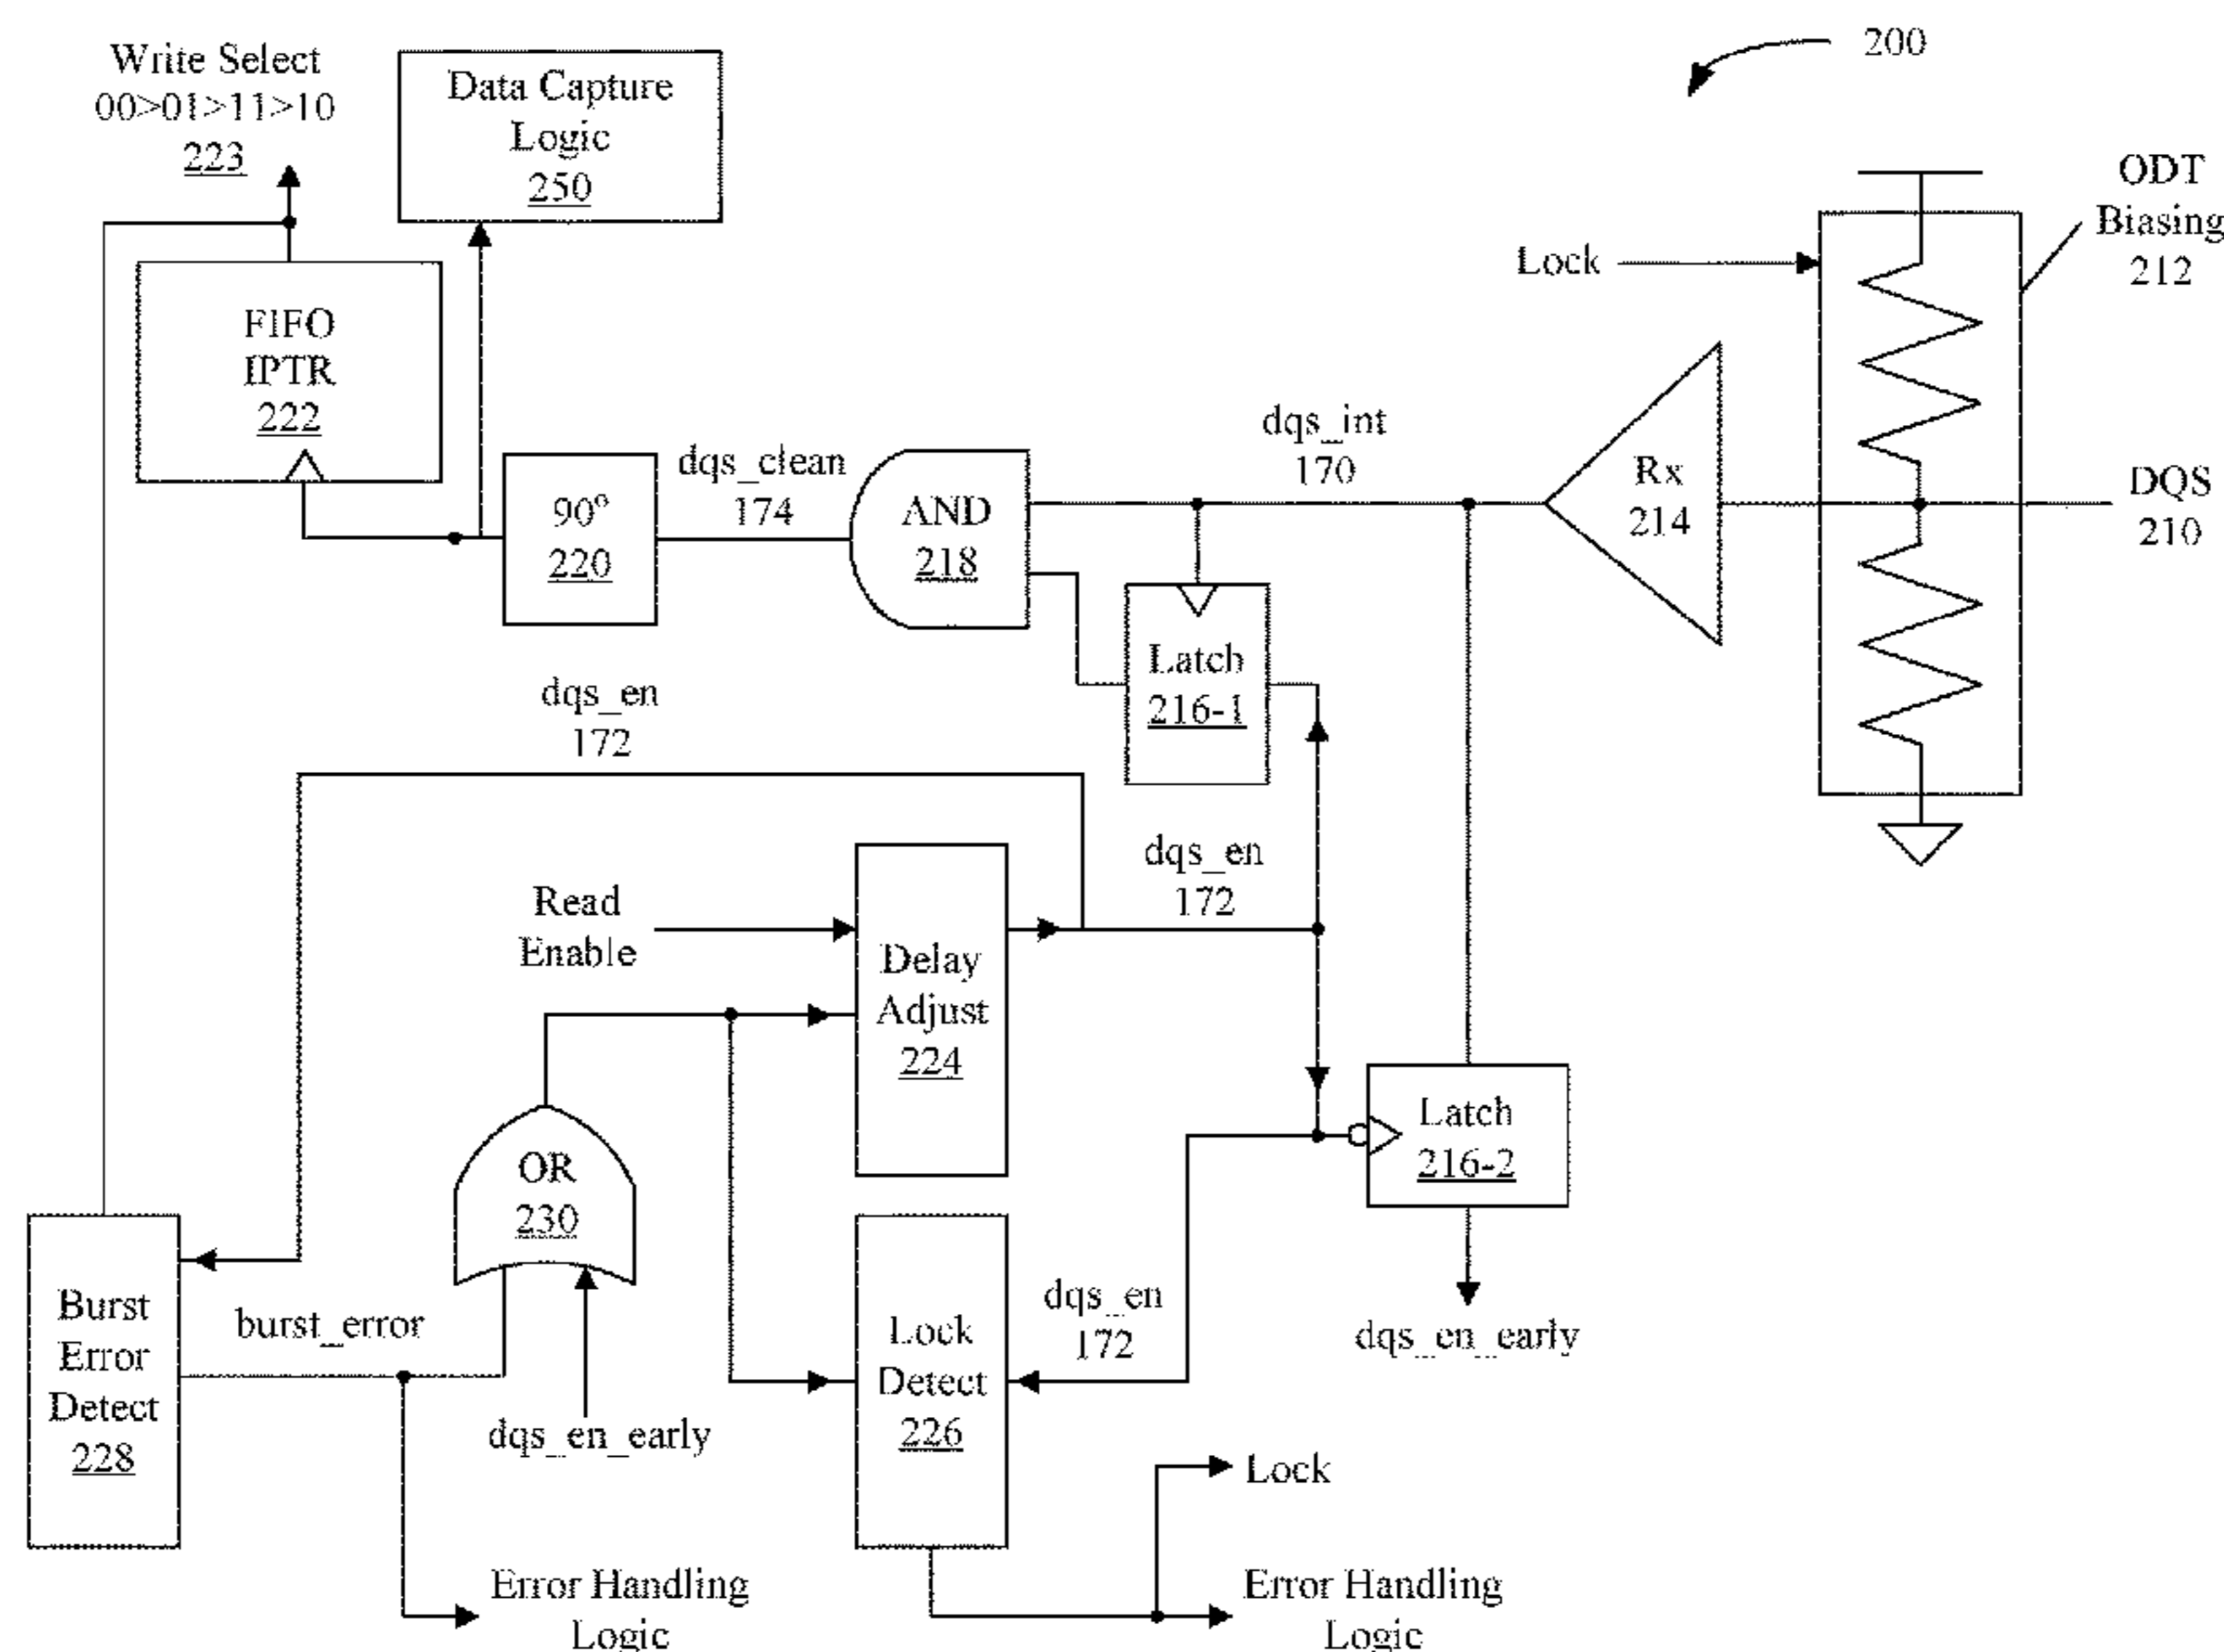 200
Write Select
00>01>11>10
223
Data Capture
Logic
250
ODT
Biasing
212
Lock
FIFO
IPTR
222
dqs_int
170
Rx
214
DQS
210
dqs_clean
174
90°
220
AND
218
Latch
216-1
dqs_en
172
dqs_en
172
Read
Enable
Delay
Adjust
224
Latch
216-2
OR
230
Burst
Error
Detect
228
burst_error
dqs_en_early
Lock
Detect
226
dqs_en
172
dqs_en_early
Lock
Error Handling
Logic
Error Handling
Logic